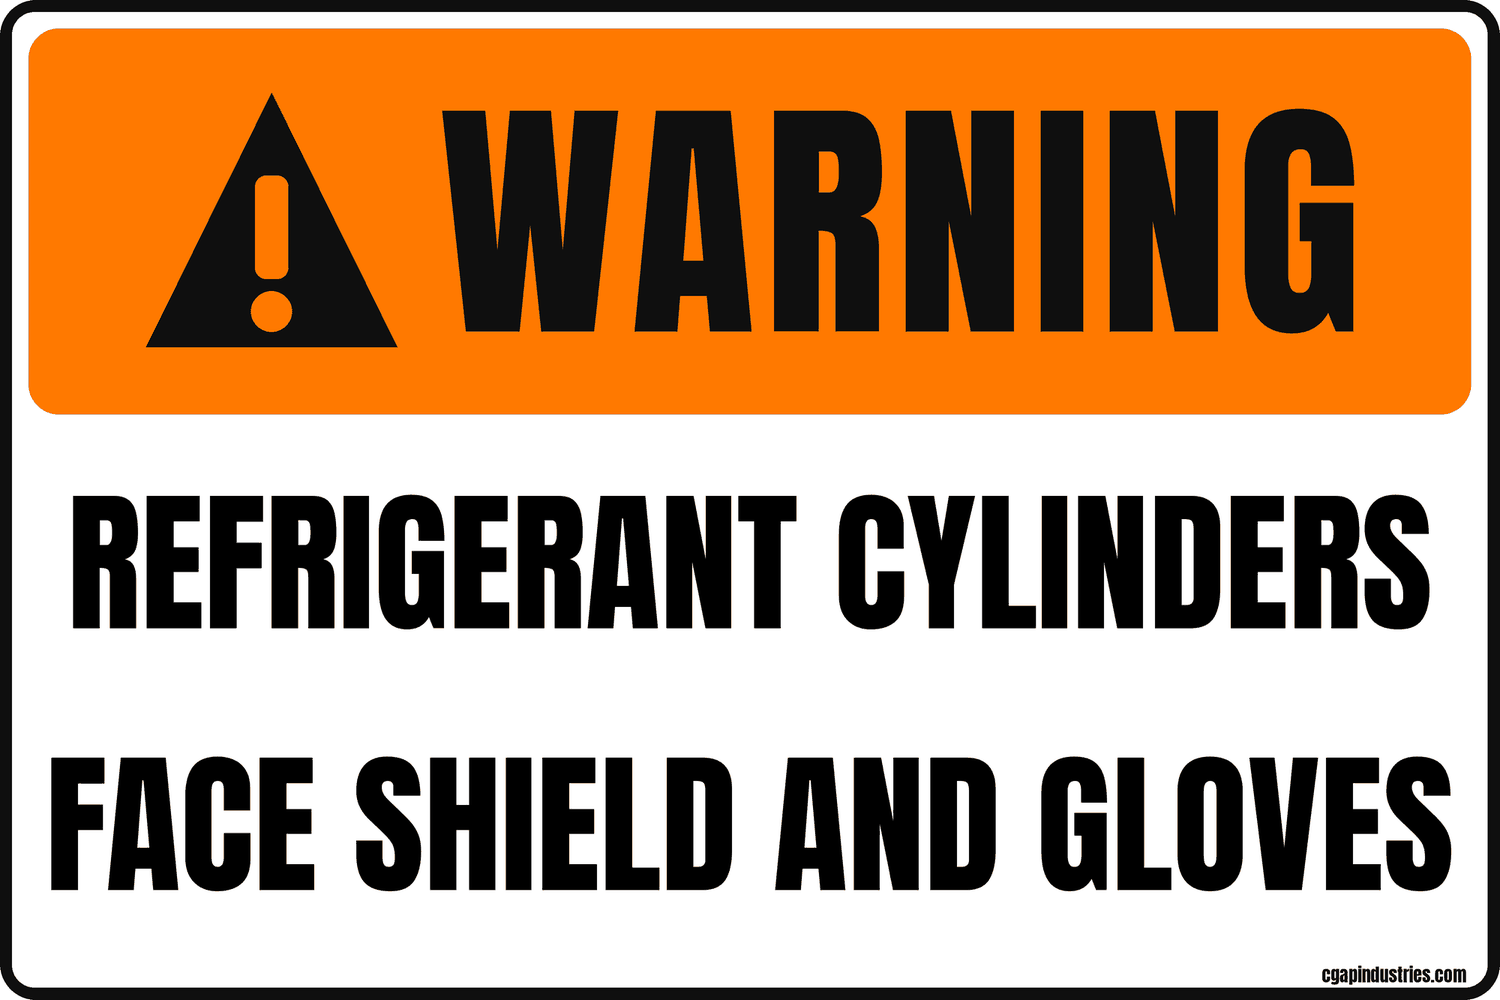 WARNING
REFRIGERANT CYLINDERS
FACE SHIELD AND GLOVES
cgapindustries.com